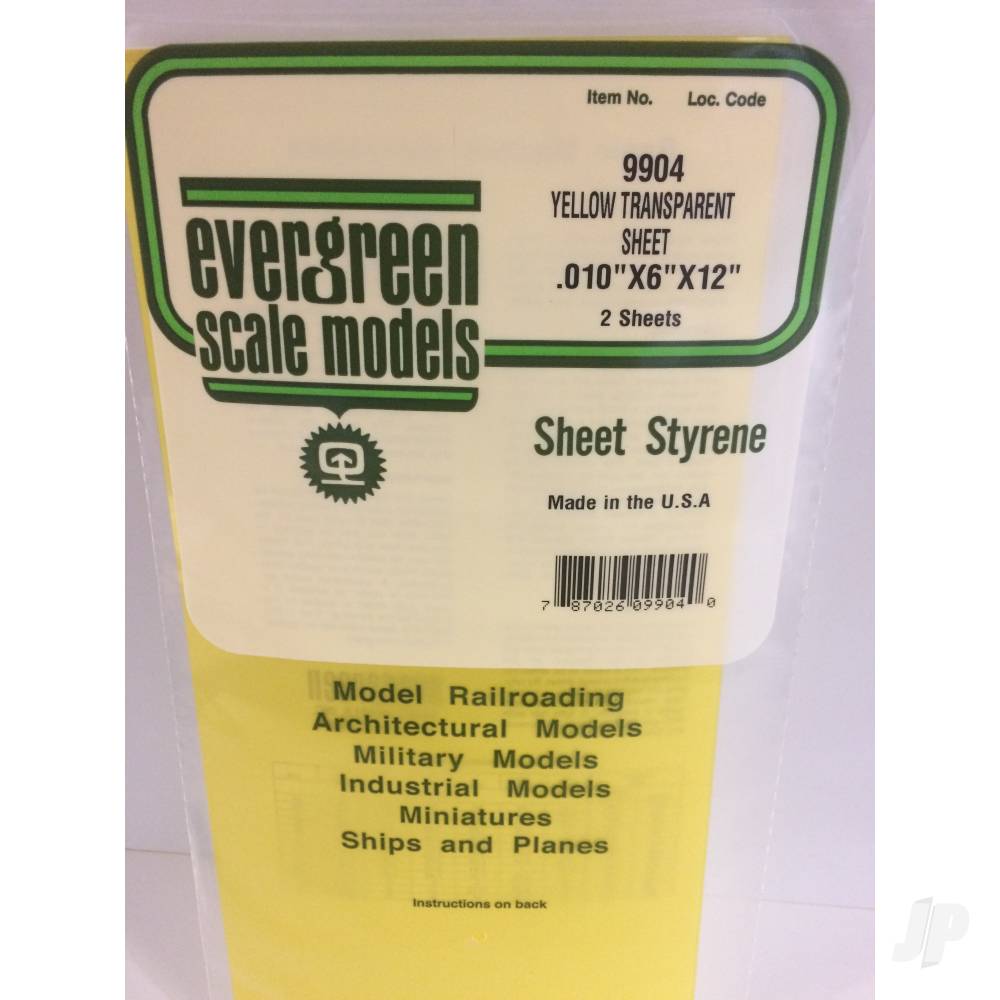 Item No. Loc. Code
9904
YELLOW TRANSPARENT
SHEET
.010"X6"X12"
2 Sheets
evergreen
scale models
Sheet Styrene
Made in the U.S.A
7 87026 09904 0
Model Railroading
Architectural Models
Military Models
Industrial Models
Miniatures
Ships and Planes
Instructions on back
JP